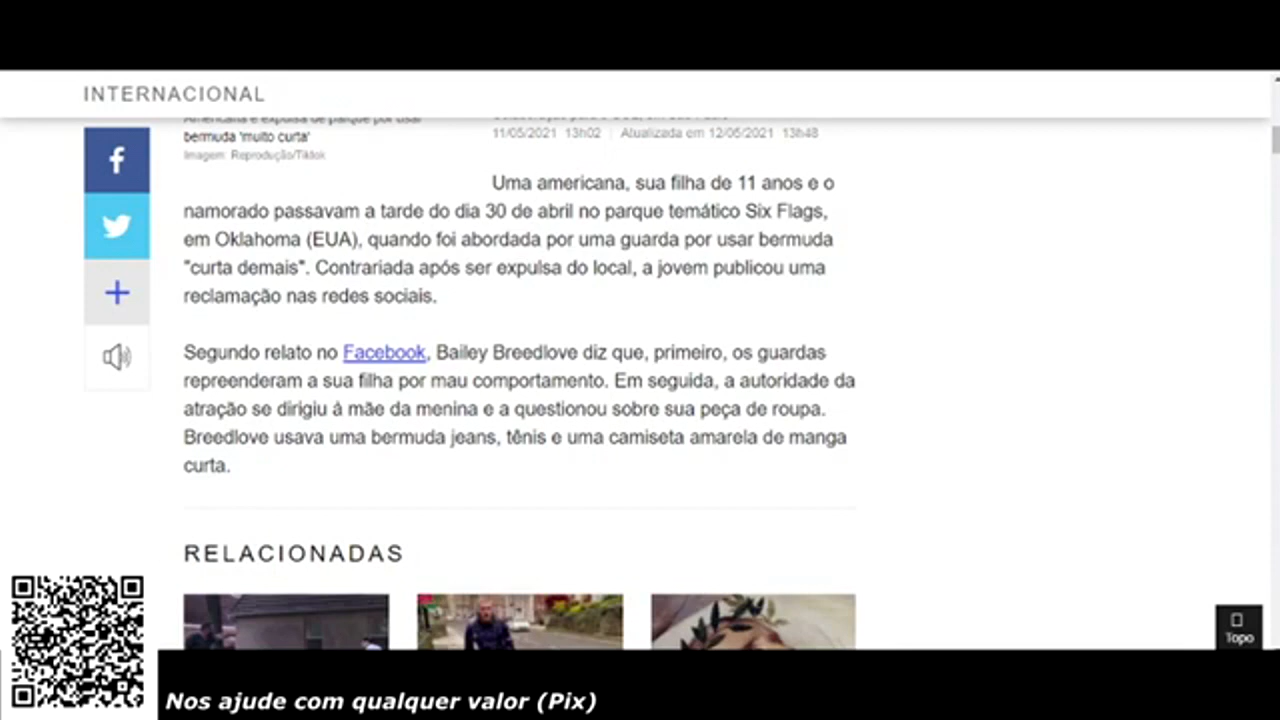 INTERNACIONAL
Americana é expulsa de parque por usar
bermuda 'muito curta'
Imagem: Reprodução/Tiktok
11/05/2021 13h02 | Atualizada em 12/05/2021 13h48
Uma americana, sua filha de 11 anos e o
namorado passavam a tarde do dia 30 de abril no parque temático Six Flags,
em Oklahoma (EUA), quando foi abordada por uma guarda por usar bermuda
"curta demais". Contrariada após ser expulsa do local, a jovem publicou uma
reclamação nas redes sociais.
Segundo relato no Facebook, Bailey Breedlove diz que, primeiro, os guardas
repreenderam a sua filha por mau comportamento. Em seguida, a autoridade da
atração se dirigiu à mãe da menina e a questionou sobre sua peça de roupa.
Breedlove usava uma bermuda jeans, tênis e uma camiseta amarela de manga
curta.
RELACIONADAS
Topo
Nos ajude com qualquer valor (Pix)